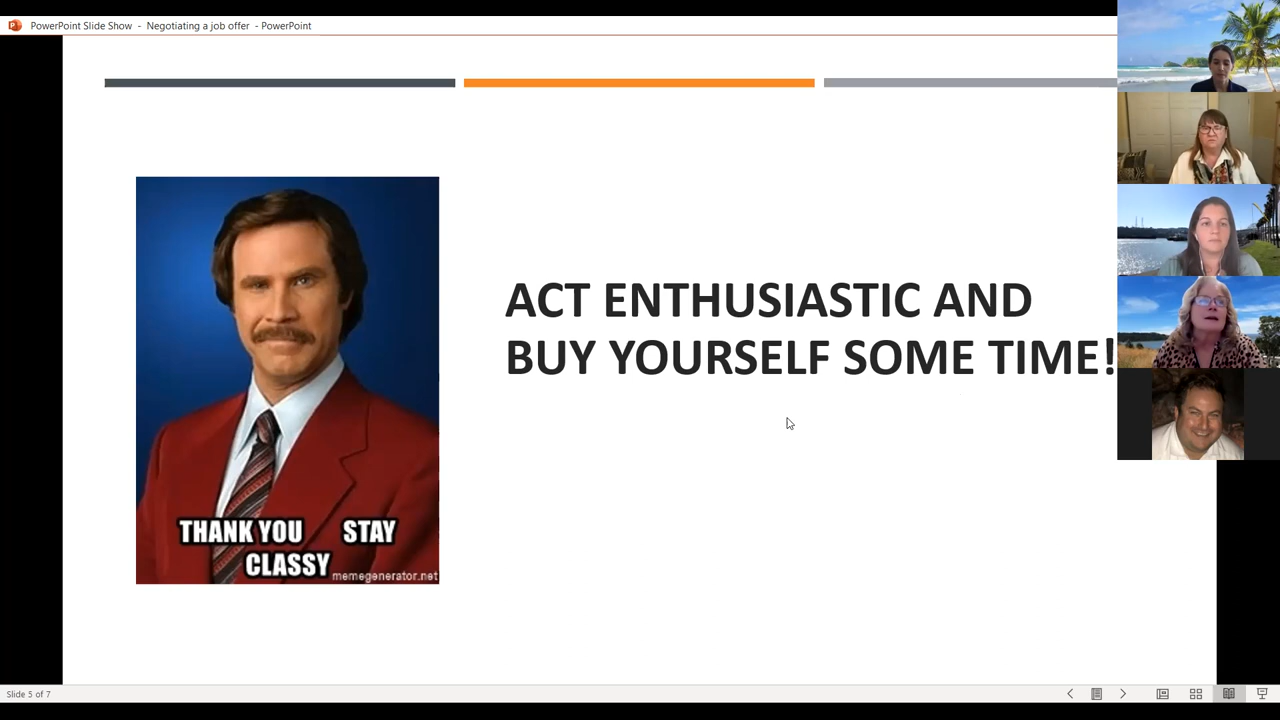 PowerPoint Slide Show - Negotiating a job offer - PowerPoint
ACT ENTHUSIASTIC AND
BUY YOURSELF SOME TIME!
THANK YOU STAY
CLASSY
memegenerator.net
Slide 5 of 7